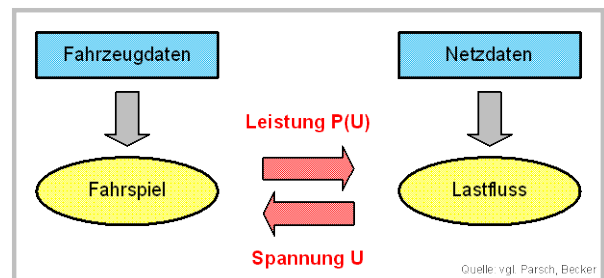 Fahrzeugdaten
Netzdaten
Leistung P(U)
Fahrspiel
Lastfluss
Spannung U
Quelle: vgl. Parsch, Becker